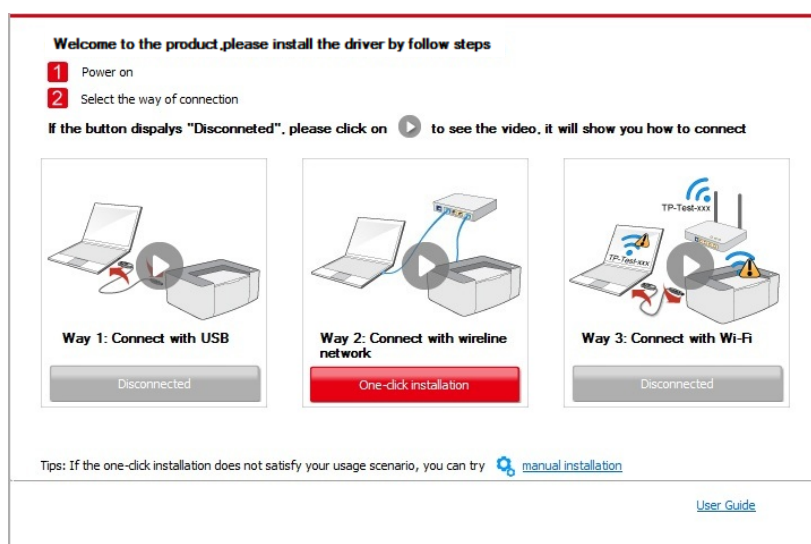 Welcome to the product,please install the driver by follow steps
1 Power on
2 Select the way of connection
If the button dispalys "Disconneted", please click on to see the video, it will show you how to connect
TP-Test-xxx
TP-Test-xxx
Way 1: Connect with USB
Disconnected
Way 2: Connect with wireline
network
One-click installation
Way 3: Connect with Wi-Fi
Disconnected
Tips: If the one-click installation does not satisfy your usage scenario, you can try manual installation
User Guide